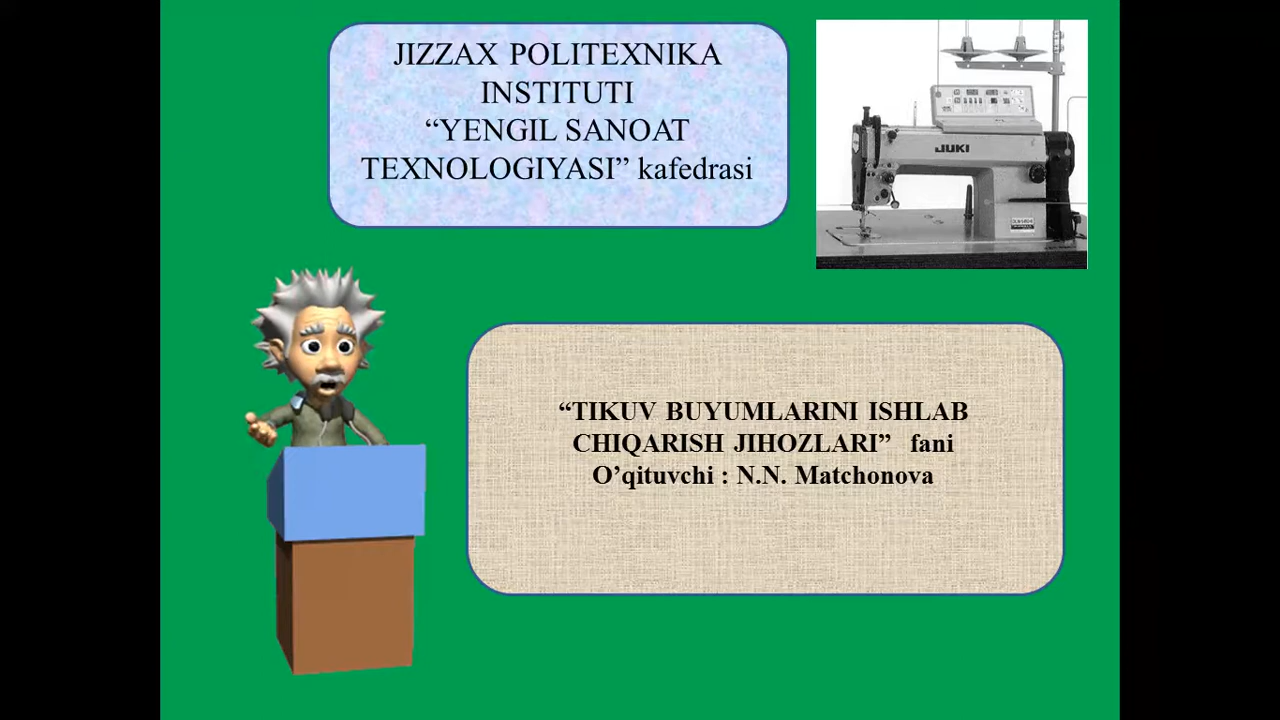 JIZZAX POLITEXNIKA
INSTITUTI
“YENGIL SANOAT
TEXNOLOGIYASI” kafedrasi
JUKI
“TIKUV BUYUMLARINI ISHLAB
CHIQARISH JIHOZLARI” fani
O’qituvchi : N.N. Matchonova